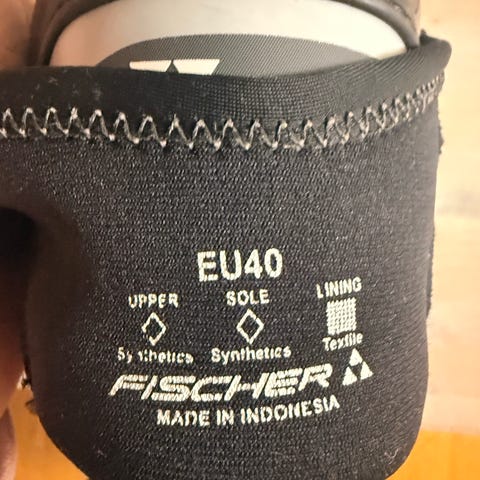 EU40
UPPER SOLE LINING
Synthetics Synthetics Textile
FISCHER
MADE IN INDONESIA